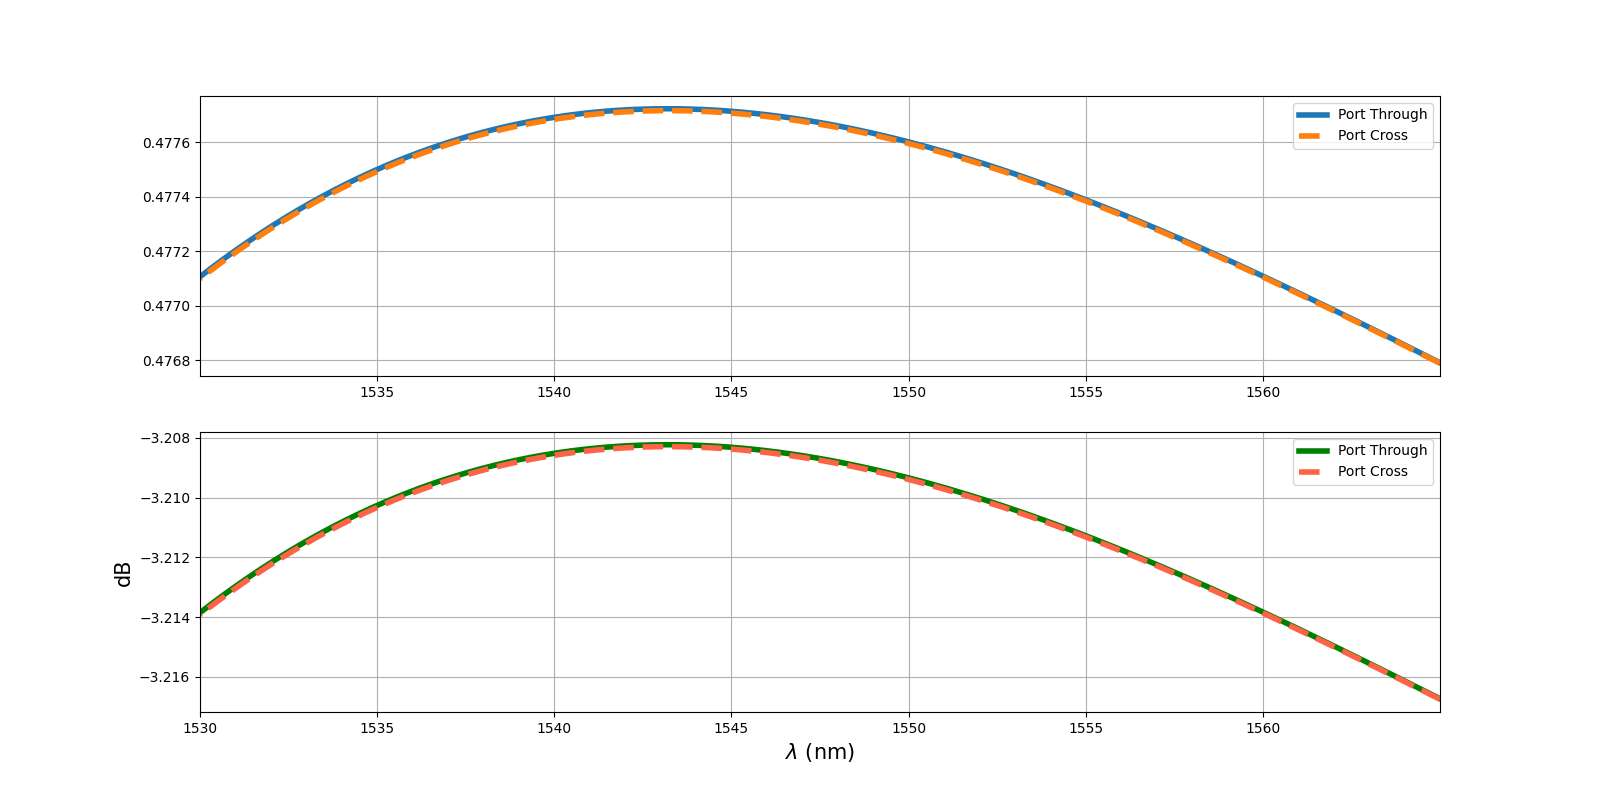 Port Through
Port Cross
0.4776
0.4774
0.4772
0.4770
0.4768
1535 1540 1545 1550 1555 1560
Port Through
Port Cross
−3.208
−3.210
−3.212
−3.214
−3.216
dB
1530 1535 1540 1545 1550 1555 1560
λ (nm)